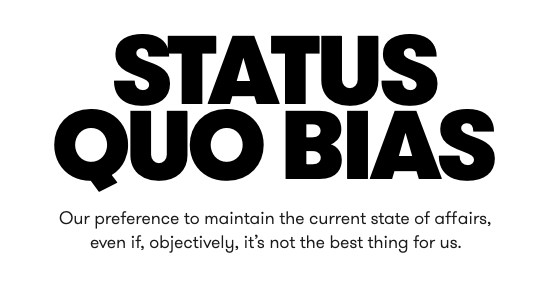 STATUS
QUO BIAS
Our preference to maintain the current state of affairs,
even if, objectively, it’s not the best thing for us.